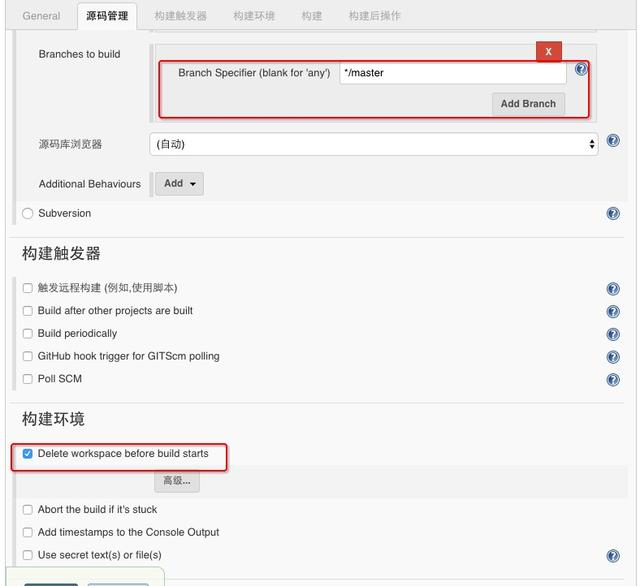 General 源码管理 构建触发器 构建环境 构建 构建后操作
Branches to build
X
Branch Specifier (blank for 'any') */master
Add Branch
源码库浏览器 (自动)
Additional Behaviours Add
Subversion
构建触发器
触发远程构建 (例如,使用脚本)
Build after other projects are built
Build periodically
GitHub hook trigger for GITScm polling
Poll SCM
构建环境
Delete workspace before build starts
高级...
Abort the build if it's stuck
Add timestamps to the Console Output
Use secret text(s) or file(s)